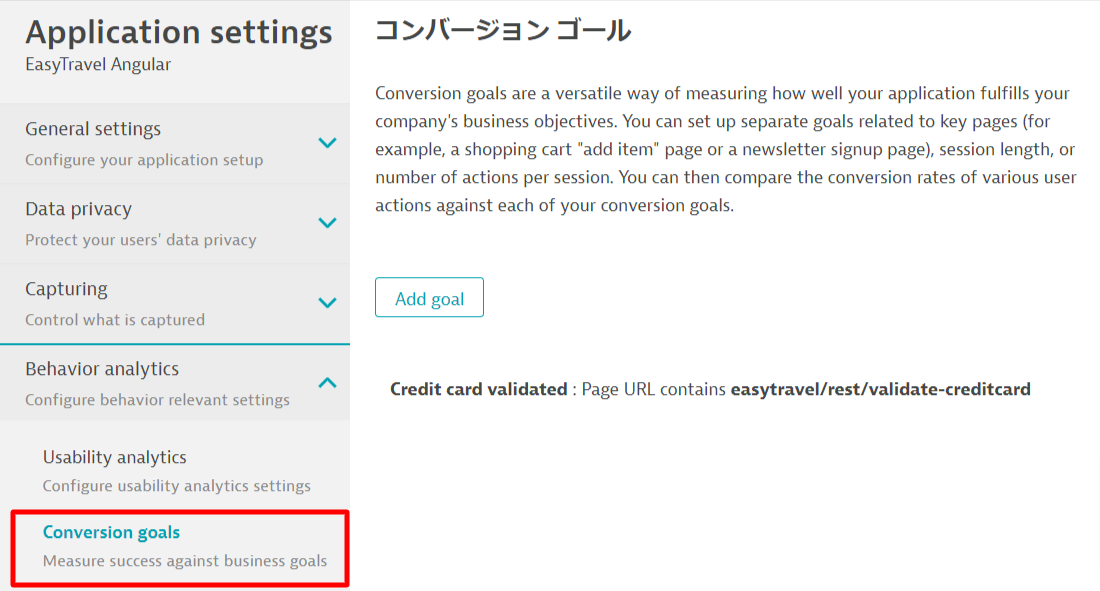 Application settings
EasyTravel Angular
General settings
Configure your application setup
Data privacy
Protect your users' data privacy
Capturing
Control what is captured
Behavior analytics
Configure behavior relevant settings
Usability analytics
Configure usability analytics settings
Conversion goals
Measure success against business goals
コンバージョン ゴール
Conversion goals are a versatile way of measuring how well your application fulfills your
company's business objectives. You can set up separate goals related to key pages (for
example, a shopping cart "add item" page or a newsletter signup page), session length, or
number of actions per session. You can then compare the conversion rates of various user
actions against each of your conversion goals.
Add goal
Credit card validated : Page URL contains easytravel/rest/validate-creditcard